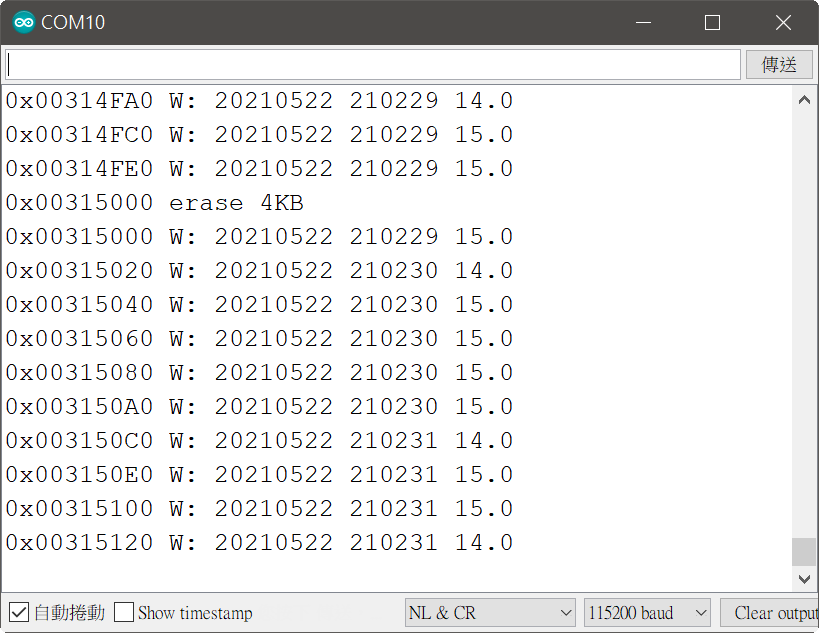 COM10
傳送
0x00314FA0 W: 20210522 210229 14.0
0x00314FC0 W: 20210522 210229 15.0
0x00314FE0 W: 20210522 210229 15.0
0x00315000 erase 4KB
0x00315000 W: 20210522 210229 15.0
0x00315020 W: 20210522 210230 14.0
0x00315040 W: 20210522 210230 15.0
0x00315060 W: 20210522 210230 15.0
0x00315080 W: 20210522 210230 15.0
0x003150A0 W: 20210522 210230 15.0
0x003150C0 W: 20210522 210231 14.0
0x003150E0 W: 20210522 210231 15.0
0x00315100 W: 20210522 210231 15.0
0x00315120 W: 20210522 210231 14.0
自動捲動 Show timestamp NL & CR 115200 baud Clear output